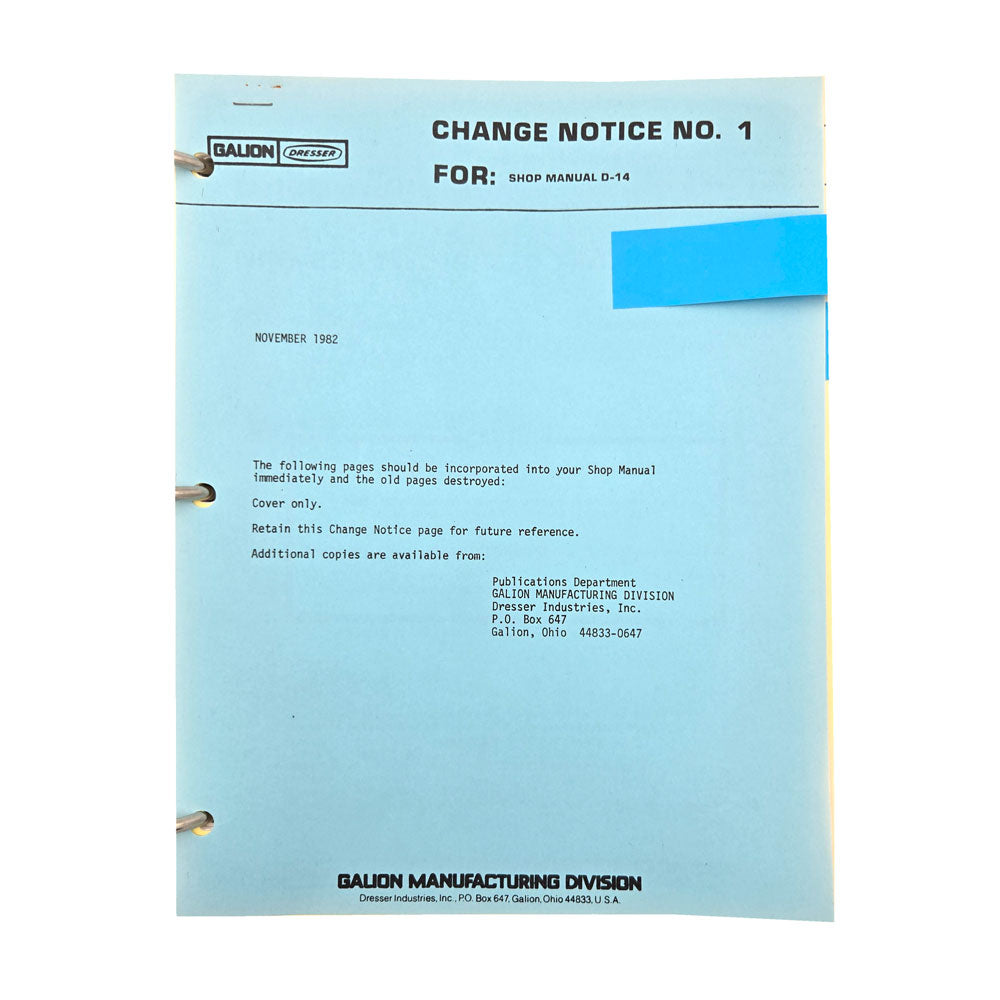 GALION DRESSER
CHANGE NOTICE NO. 1
FOR: SHOP MANUAL D-14
NOVEMBER 1982
The following pages should be incorporated into your Shop Manual
immediately and the old pages destroyed:
Cover only.
Retain this Change Notice page for future reference.
Additional copies are available from:
Publications Department
GALION MANUFACTURING DIVISION
Dresser Industries, Inc.
P.O. Box 647
Galion, Ohio 44833-0647
GALION MANUFACTURING DIVISION
Dresser Industries, Inc., P.O. Box 647, Galion, Ohio 44833, U.S.A.